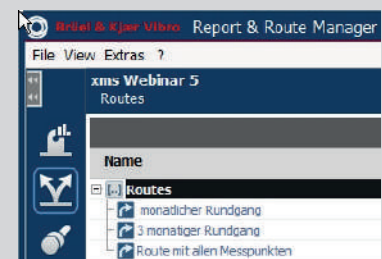 Brüel & Kjær Vibro Report & Route Manager
File View Extras ?
xms Webinar 5
Routes
Name
[..] Routes
monatlicher Rundgang
3 monatiger Rundgang
Route mit allen Messpunkten